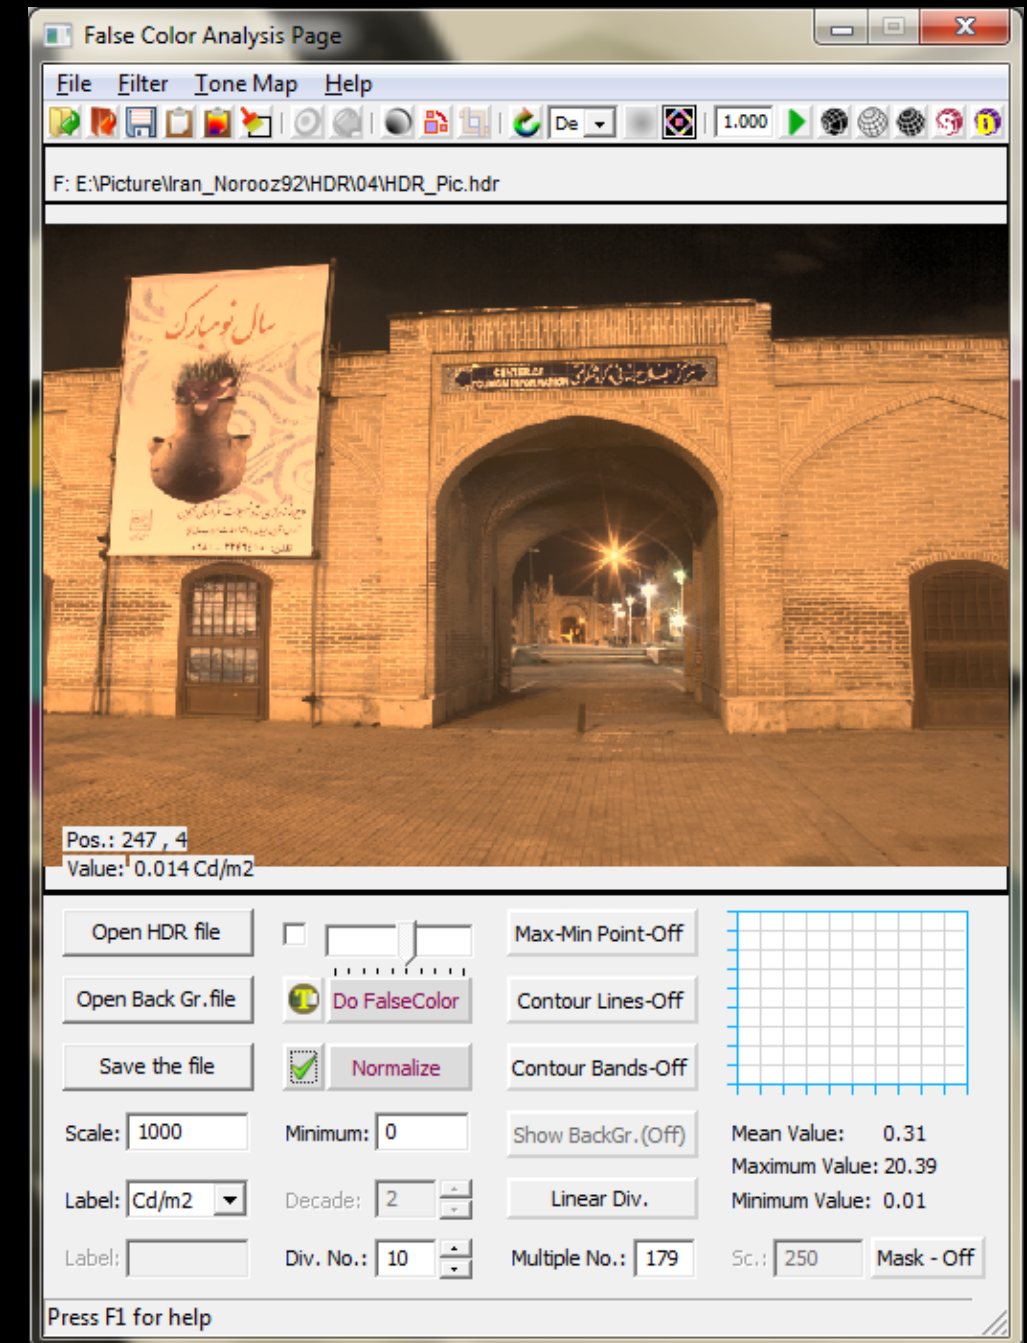 False Color Analysis Page
File Filter Tone Map Help
De 1.000
F: E:\Picture\Iran_Norooz92\HDR\04\HDR_Pic.hdr
سال نو مبارک
CENTER OF
TOURISM INFORMATION
Pos.: 247 , 4
Value: 0.014 Cd/m2
Open HDR file
Max-Min Point-Off
Open Back Gr.file
Do FalseColor
Contour Lines-Off
Save the file
Normalize
Contour Bands-Off
Scale: 1000
Minimum: 0
Show BackGr.(Off)
Mean Value: 0.31
Maximum Value: 20.39
Label: Cd/m2
Decade: 2
Linear Div.
Minimum Value: 0.01
Label:
Div. No.: 10
Multiple No.: 179
Sc.: 250
Mask - Off
Press F1 for help